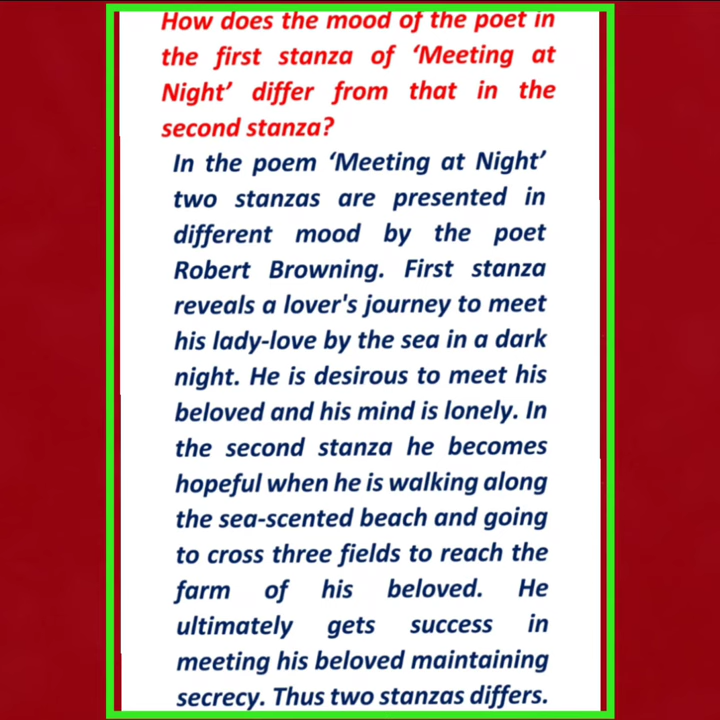 How does the mood of the poet in
the first stanza of ‘Meeting at
Night’ differ from that in the
second stanza?
In the poem ‘Meeting at Night’
two stanzas are presented in
different mood by the poet
Robert Browning. First stanza
reveals a lover's journey to meet
his lady-love by the sea in a dark
night. He is desirous to meet his
beloved and his mind is lonely. In
the second stanza he becomes
hopeful when he is walking along
the sea-scented beach and going
to cross three fields to reach the
farm of his beloved. He
ultimately gets success in
meeting his beloved maintaining
secrecy. Thus two stanzas differs.